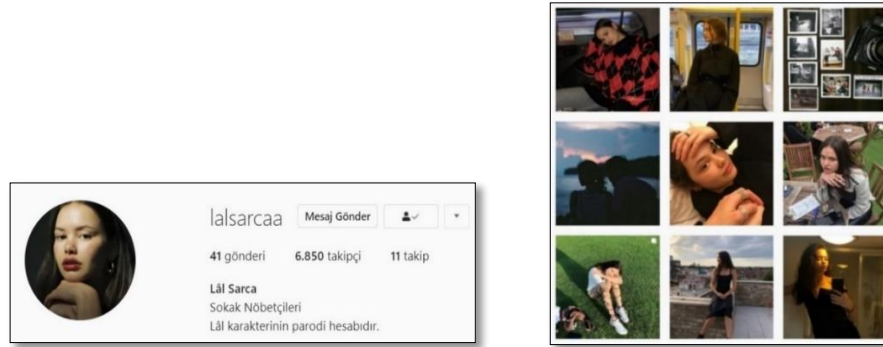 lalsarcaa Mesaj Gönder
41 gönderi 6.850 takipçi 11 takip
Lâl Sarca
Sokak Nöbetçileri
Lâl karakterinin parodi hesabıdır.